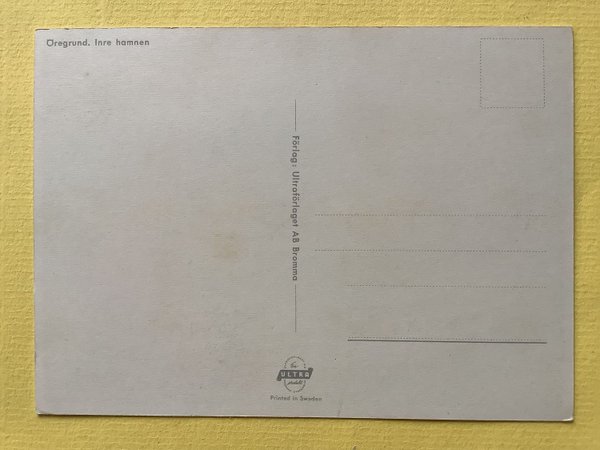 Öregrund. Inre hamnen
Förlag: Ultraförlaget AB Bromma
ULTRA
Printed in Sweden